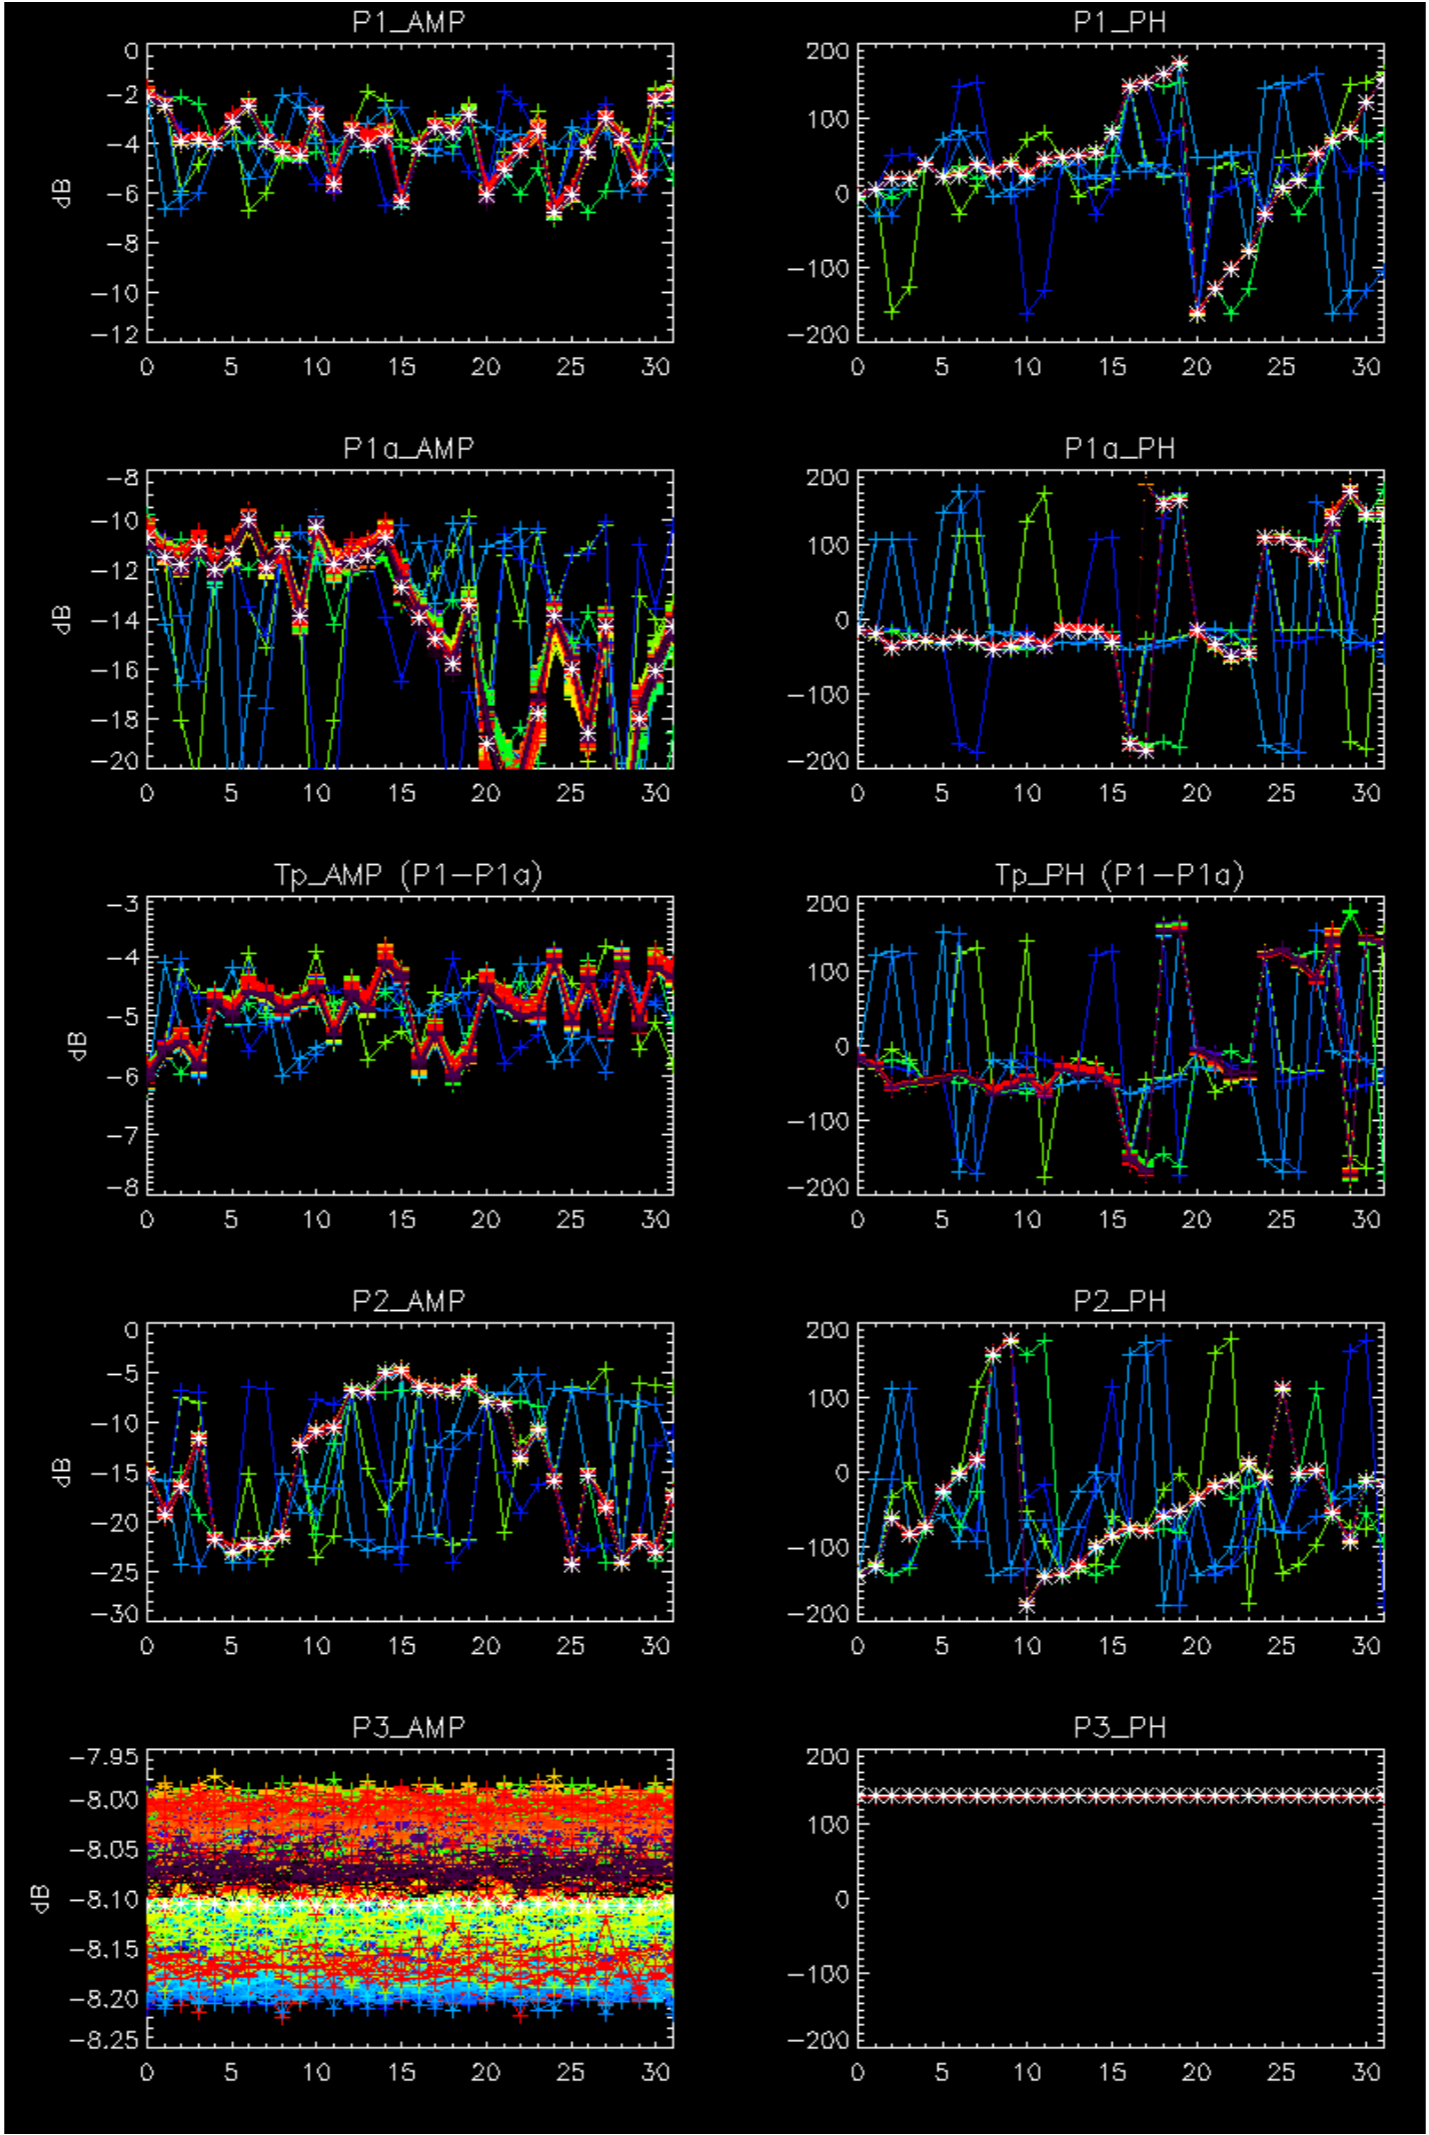 P1_AMP P1_PH
0 200
−2
−4 100
dB −6 0
−8
−10 −100
−12 −200
0 5 10 15 20 25 30 0 5 10 15 20 25 30
P1a_AMP P1a_PH
−8 200
−10 100
−12
dB −14 0
−16 −100
−18
−20 −200
0 5 10 15 20 25 30 0 5 10 15 20 25 30
Tp_AMP (P1−P1a) Tp_PH (P1−P1a)
−3 200
−4 100
dB −5 0
−6 −100
−7
−8 −200
0 5 10 15 20 25 30 0 5 10 15 20 25 30
P2_AMP P2_PH
0 200
−5 100
−10
dB −15 0
−20 −100
−25
−30 −200
0 5 10 15 20 25 30 0 5 10 15 20 25 30
P3_AMP P3_PH
−7.95 200
−8.00 100
−8.05
dB −8.10 0
−8.15 −100
−8.20
−8.25 −200
0 5 10 15 20 25 30 0 5 10 15 20 25 30